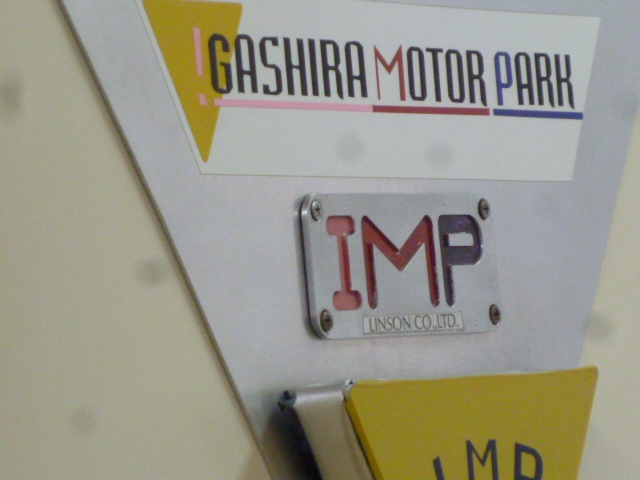 !GASHIRA MOTOR PARK
IMP
LINSON CO.,LTD.
IMP